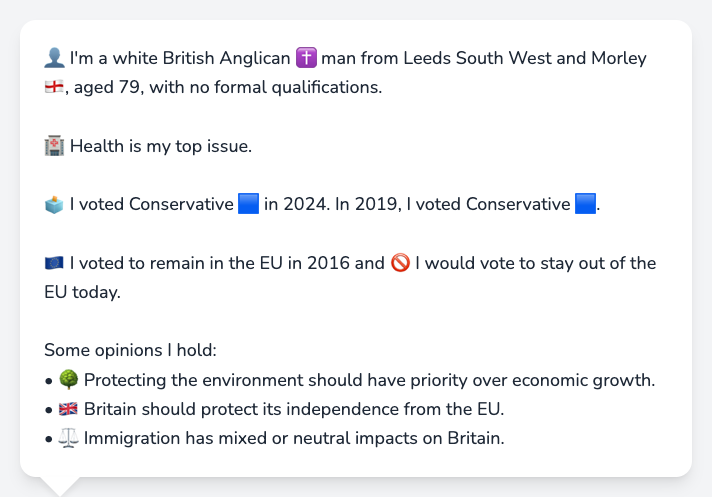 👤 I'm a white British Anglican ✝️ man from Leeds South West and Morley
🏴󠁧󠁢󠁥󠁮󠁧󠁿, aged 79, with no formal qualifications.
🏥 Health is my top issue.
🗳️ I voted Conservative 🟦 in 2024. In 2019, I voted Conservative 🟦.
🇪🇺 I voted to remain in the EU in 2016 and 🚫 I would vote to stay out of the
EU today.
Some opinions I hold:
• 🌳 Protecting the environment should have priority over economic growth.
• 🇬🇧 Britain should protect its independence from the EU.
• ⚖️ Immigration has mixed or neutral impacts on Britain.